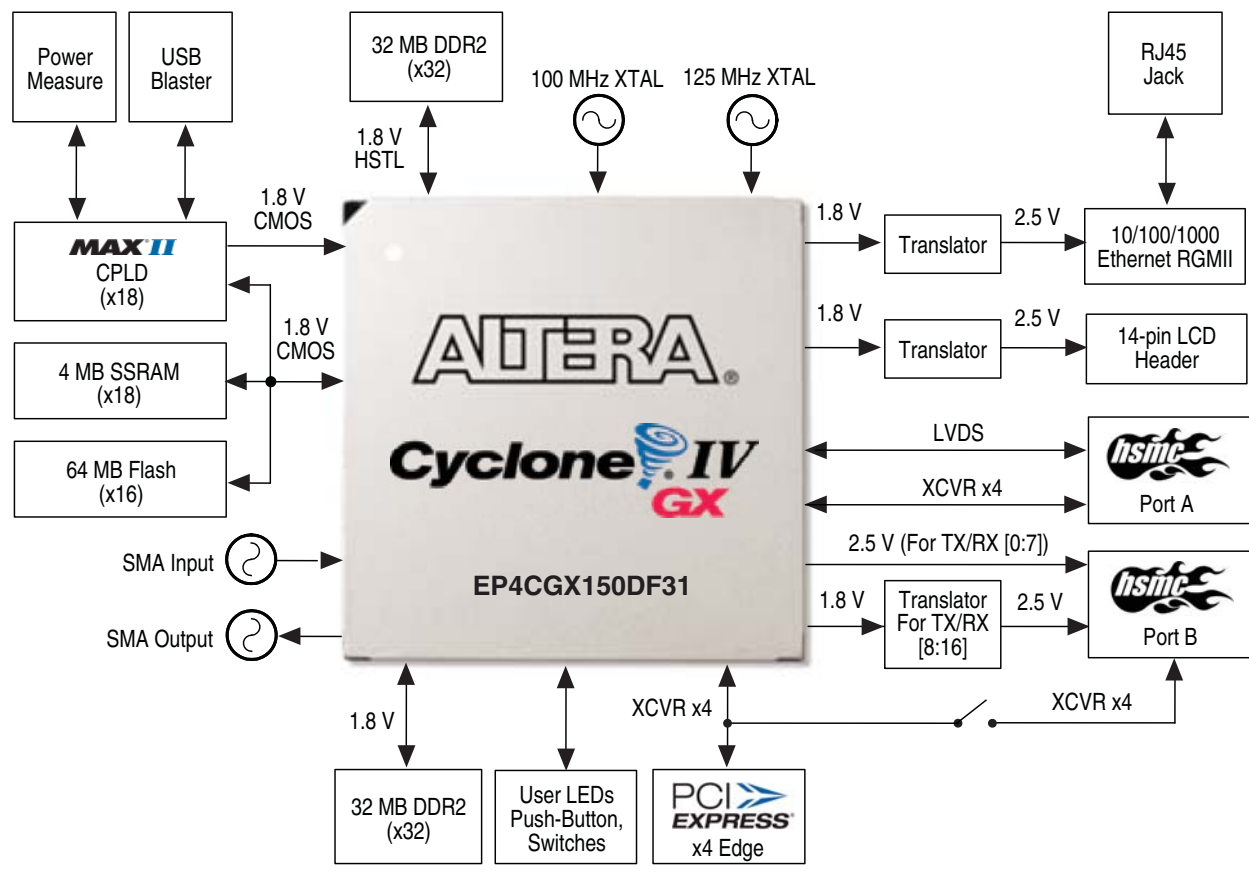 Power
Measure
USB
Blaster
32 MB DDR2
(x32)
100 MHz XTAL
125 MHz XTAL
RJ45
Jack
1.8 V
HSTL
1.8 V
CMOS
MAX II
CPLD
(x18)
1.8 V
Translator
2.5 V
10/100/1000
Ethernet RGMII
1.8 V
CMOS
4 MB SSRAM
(x18)
64 MB Flash
(x16)
ALTERA®
Cyclone® IV
GX
EP4CGX150DF31
1.8 V
Translator
2.5 V
14-pin LCD
Header
LVDS
XCVR x4
hsmc
Port A
SMA Input
SMA Output
2.5 V (For TX/RX [0:7])
1.8 V
Translator
For TX/RX
[8:16]
2.5 V
hsmc
Port B
1.8 V
XCVR x4
XCVR x4
32 MB DDR2
(x32)
User LEDs
Push-Button,
Switches
PCI
EXPRESS®
x4 Edge